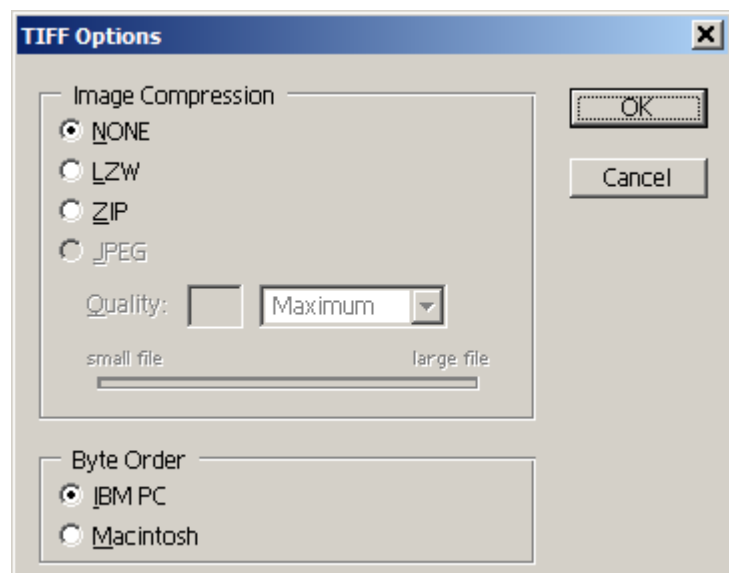 TIFF Options
Image Compression
NONE
LZW
ZIP
JPEG
Quality: Maximum
small file large file
OK
Cancel
Byte Order
IBM PC
Macintosh